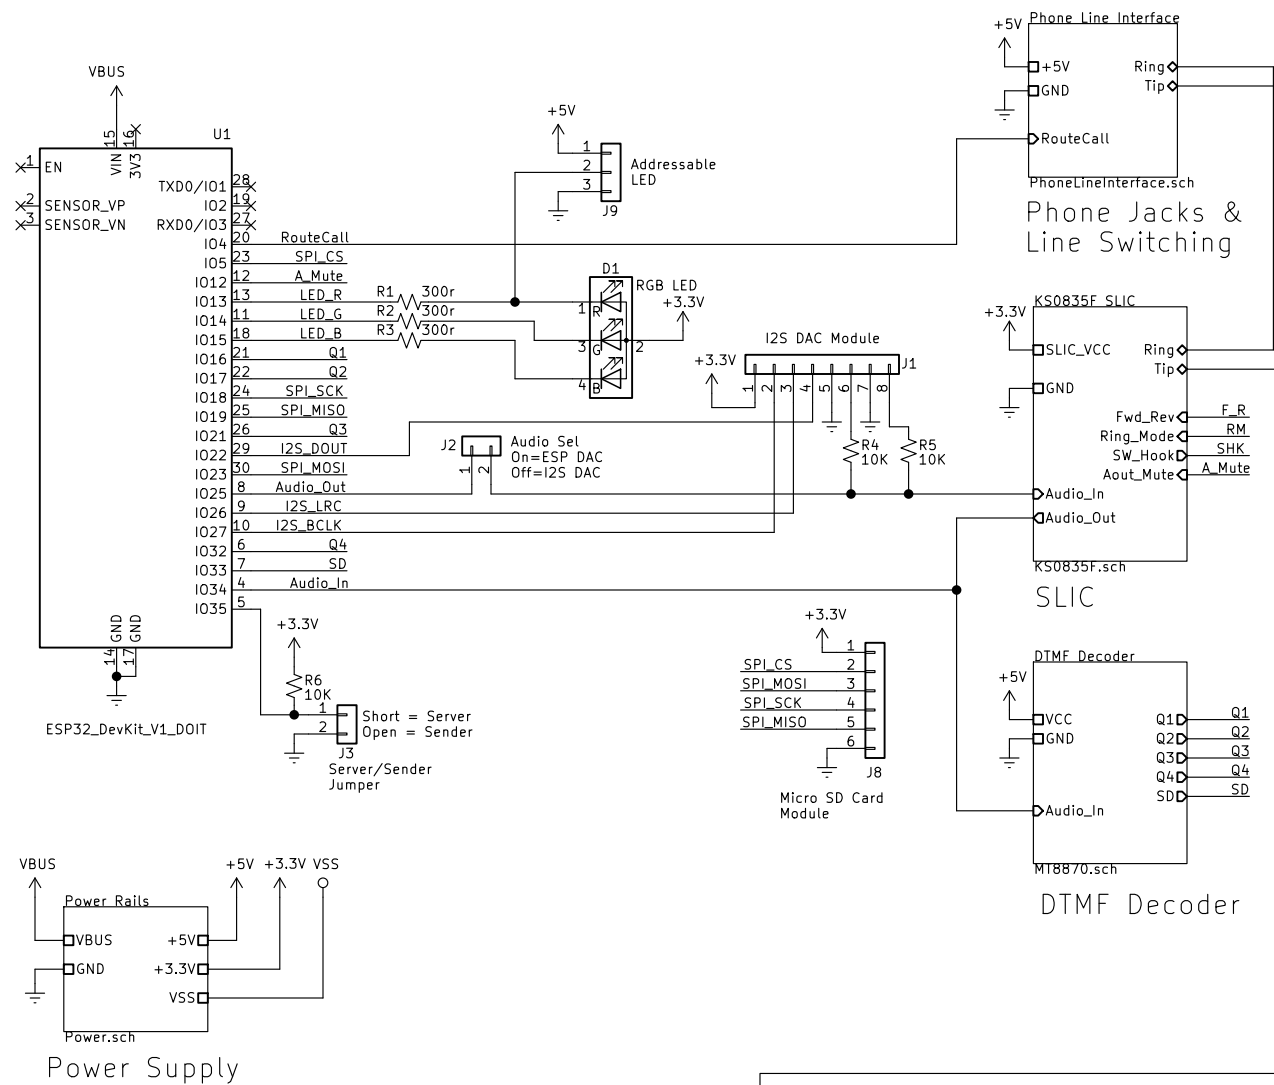 VBUS
U1
15
16
VIN
3V3
1
EN
2
SENSOR_VP
3
SENSOR_VN
TXD0/IO1
28
IO2
19
RXD0/IO3
27
IO4
20
RouteCall
IO5
23
SPI_CS
IO12
12
A_Mute
IO13
13
LED_R
IO14
11
LED_G
IO15
18
LED_B
IO16
21
Q1
IO17
22
Q2
IO18
24
SPI_SCK
IO19
25
SPI_MISO
IO21
26
Q3
IO22
29
I2S_DOUT
IO23
30
SPI_MOSI
IO25
8
Audio_Out
IO26
9
I2S_LRC
IO27
10
I2S_BCLK
IO32
6
Q4
IO33
7
SD
IO34
4
Audio_In
IO35
5
GND
GND
14
17
ESP32_DevKit_V1_DOIT
R1
300r
R2
300r
R3
300r
+5V
1
2
3
J9
Addressable
LED
D1
RGB LED
+3.3V
1
R
3
G
2
4
B
I2S DAC Module
J1
+3.3V
1
2
3
4
5
6
7
8
R4
10K
R5
10K
J2
1
2
Audio Sel
On=ESP DAC
Off=I2S DAC
+3.3V
R6
10K
1
2
J3
Short = Server
Open = Sender
Server/Sender
Jumper
+3.3V
1
SPI_CS
2
SPI_MOSI
3
SPI_SCK
4
SPI_MISO
5
6
J8
Micro SD Card
Module
Phone Line Interface
+5V
+5V
GND
RouteCall
Ring
Tip
PhoneLineInterface.sch
Phone Jacks &
Line Switching
KS0835F SLIC
+3.3V
SLIC_VCC
GND
Ring
Tip
Fwd_Rev
F_R
Ring_Mode
RM
SW_Hook
SHK
Aout_Mute
A_Mute
Audio_In
Audio_Out
KS0835F.sch
SLIC
DTMF Decoder
+5V
VCC
GND
Q1
Q1
Q2
Q2
Q3
Q3
Q4
Q4
SD
SD
Audio_In
MT8870.sch
DTMF Decoder
VBUS
+5V
+3.3V
VSS
Power Rails
VBUS
+5V
GND
+3.3V
VSS
Power.sch
Power Supply